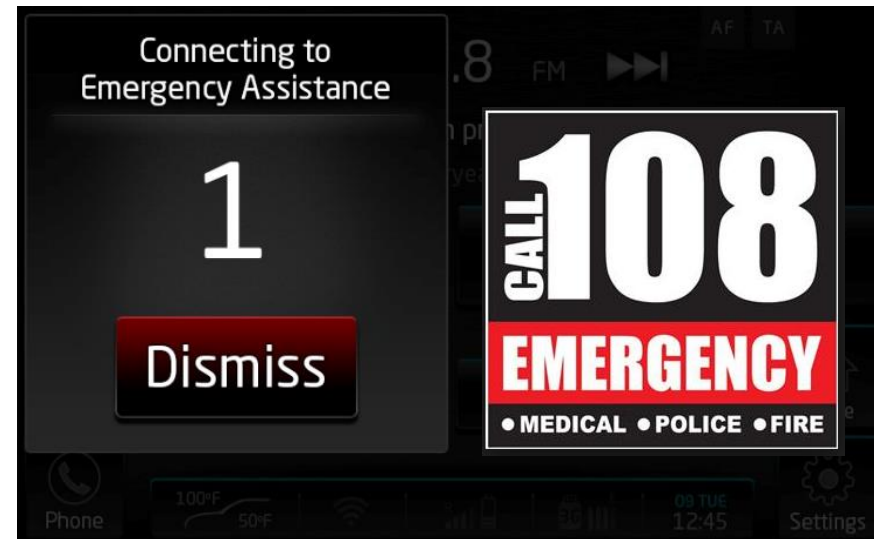 Connecting to
Emergency Assistance
1
Dismiss
.8 FM
AF TA
CALL 108
EMERGENCY
• MEDICAL • POLICE • FIRE
Phone
100°F
50°F
3G
09 TUE
12:45
Settings